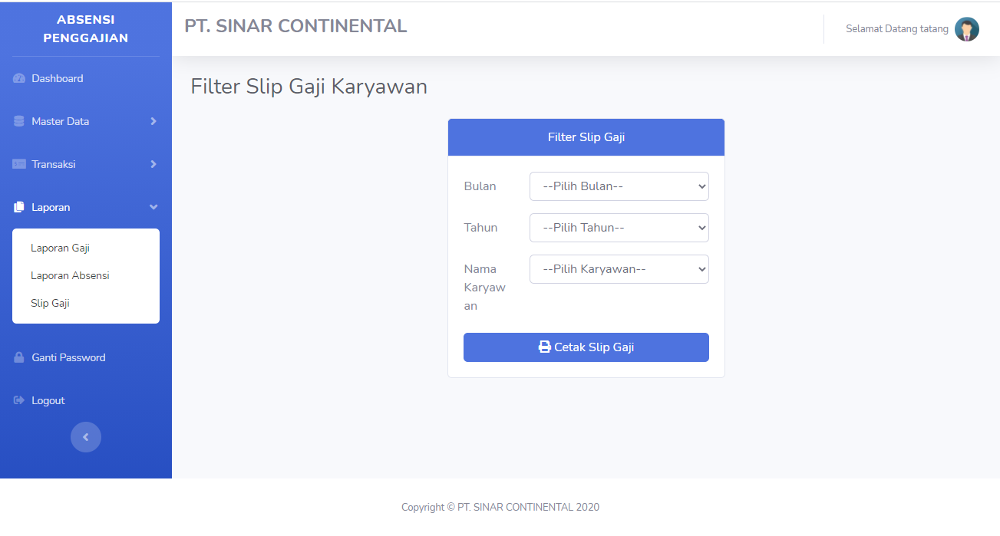 ABSENSI
PENGGAJIAN
Dashboard
Master Data
Transaksi
Laporan
Laporan Gaji
Laporan Absensi
Slip Gaji
Ganti Password
Logout
PT. SINAR CONTINENTAL
Selamat Datang tatang
Filter Slip Gaji Karyawan
Filter Slip Gaji
Bulan
--Pilih Bulan--
Tahun
--Pilih Tahun--
Nama
Karyaw
an
--Pilih Karyawan--
Cetak Slip Gaji
Copyright © PT. SINAR CONTINENTAL 2020